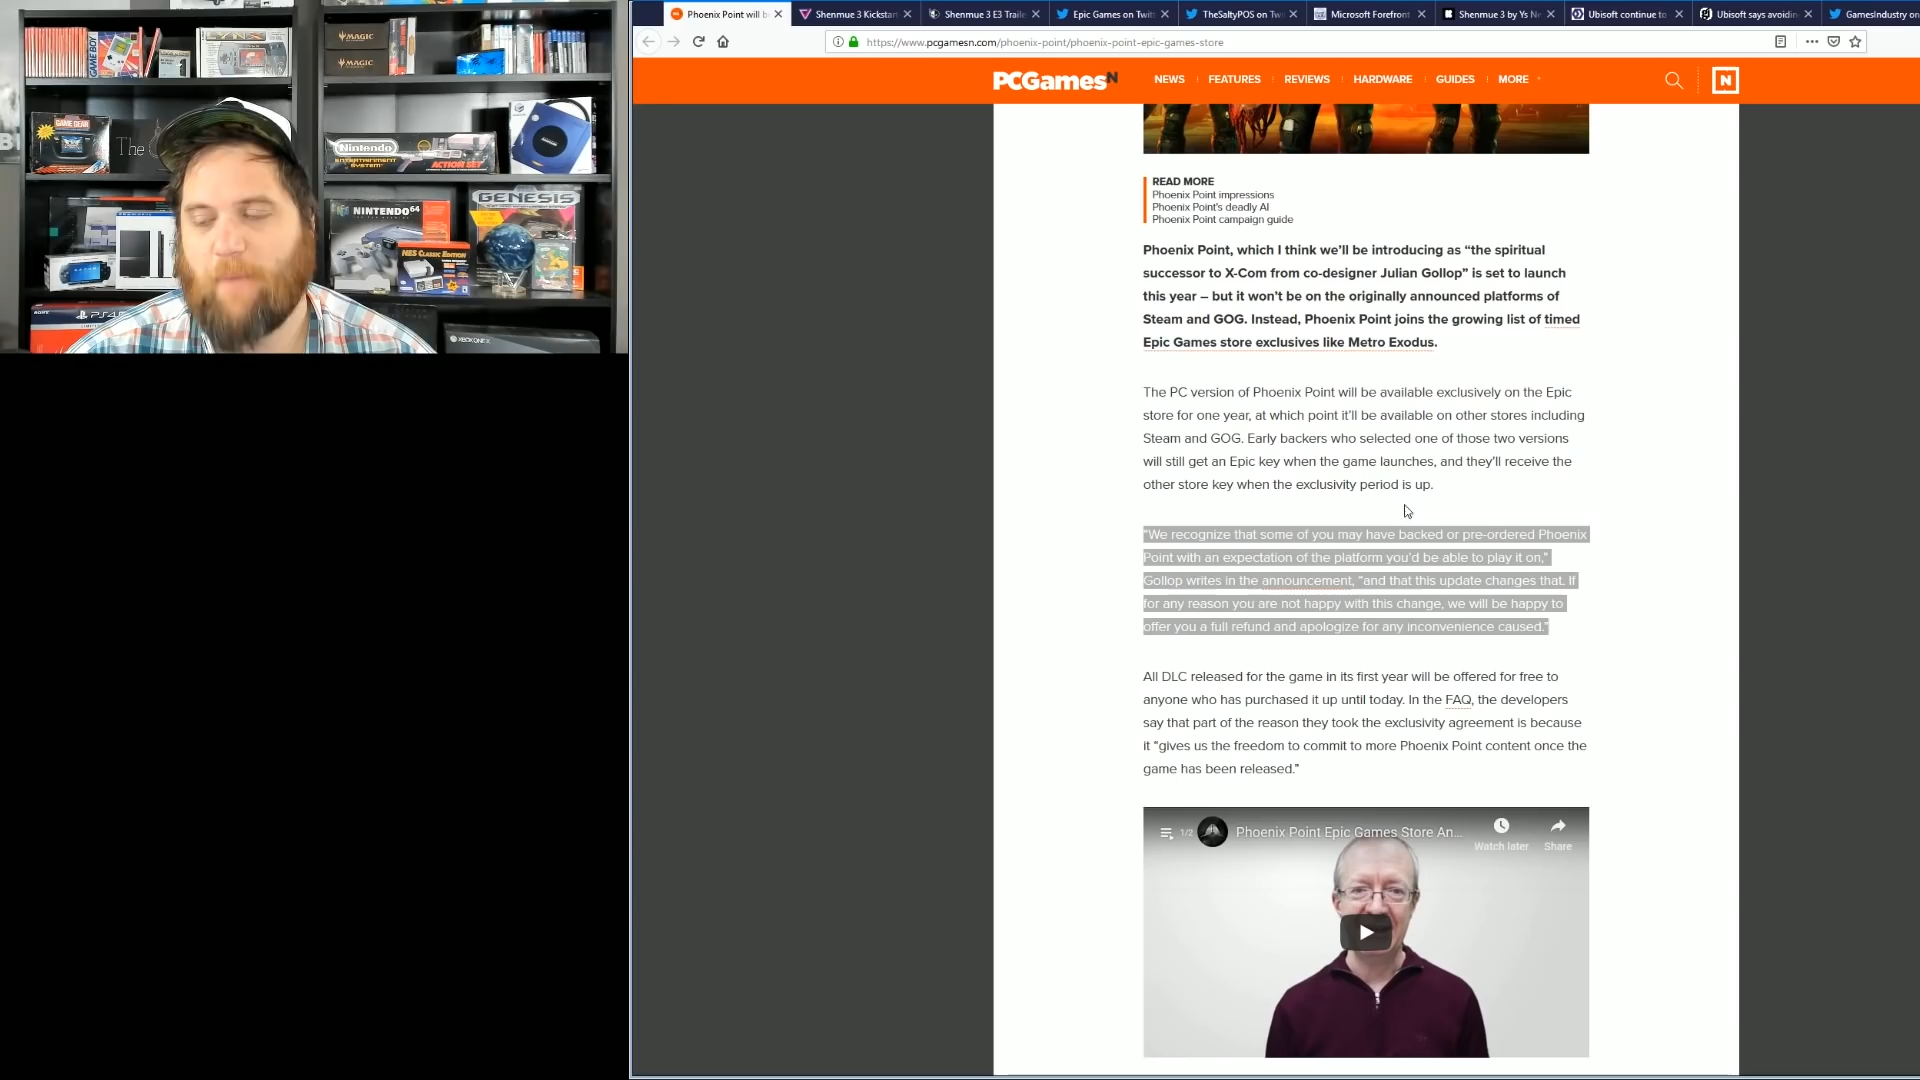 Phoenix Point will b
Shenmue 3 Kickstart
Shenmue 3 E3 Traile
Epic Games on Twit
TheSaltyPOS on Tw
Microsoft Forefront
Shenmue 3 by Ys Ne
Ubisoft continue to
Ubisoft says avoidin
GamesIndustry on
https://www.pcgamesn.com/phoenix-point/phoenix-point-epic-games-store
PCGamesN
NEWS
FEATURES
REVIEWS
HARDWARE
GUIDES
MORE
N
READ MORE
Phoenix Point impressions
Phoenix Point's deadly AI
Phoenix Point campaign guide
Phoenix Point, which I think we'll be introducing as “the spiritual
successor to X-Com from co-designer Julian Gollop” is set to launch
this year – but it won't be on the originally announced platforms of
Steam and GOG. Instead, Phoenix Point joins the growing list of timed
Epic Games store exclusives like Metro Exodus.
The PC version of Phoenix Point will be available exclusively on the Epic
store for one year, at which point it'll be available on other stores including
Steam and GOG. Early backers who selected one of those two versions
will still get an Epic key when the game launches, and they'll receive the
other store key when the exclusivity period is up.
“We recognize that some of you may have backed or pre-ordered Phoenix
Point with an expectation of the platform you'd be able to play it on,”
Gollop writes in the announcement, “and that this update changes that. If
for any reason you are not happy with this change, we will be happy to
offer you a full refund and apologize for any inconvenience caused.”
All DLC released for the game in its first year will be offered for free to
anyone who has purchased it up until today. In the FAQ, the developers
say that part of the reason they took the exclusivity agreement is because
it “gives us the freedom to commit to more Phoenix Point content once the
game has been released.”
1/2
Phoenix Point Epic Games Store An...
Watch later
Share
GAME BOY
LYNX
MAGIC
MAGIC
GAME GEAR
The
Nintendo
ENTERTAINMENT SYSTEM
ACTION SET
GENESIS
NINTENDO 64
NES CLASSIC EDITION
PS4
XBOX ONE X